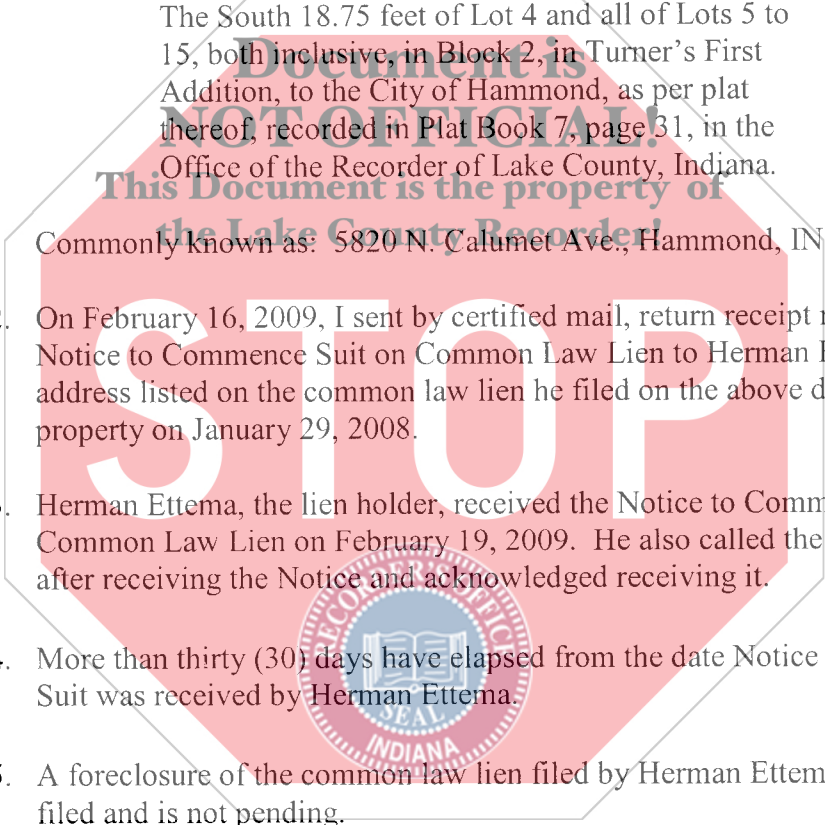 The South 18.75 feet of Lot 4 and all of Lots 5 to
15, both inclusive, in Block 2, in Turner's First
Document is
Addition, to the City of Hammond, as per plat
NOT OFFICIAL!
thereof, recorded in Plat Book 7, page 31, in the
Office of the Recorder of Lake County, Indiana.
This Document is the property of
the Lake County Recorder!
Commonly known as: 5820 N. Calumet Ave., Hammond, IN
On February 16, 2009, I sent by certified mail, return receipt
Notice to Commence Suit on Common Law Lien to Herman
address listed on the common law lien he filed on the above
property on January 29, 2008.
STOP
Herman Ettema, the lien holder, received the Notice to Comm
Common Law Lien on February 19, 2009. He also called the
after receiving the Notice and acknowledged receiving it.
RECORDER'S OFFICE
More than thirty (30) days have elapsed from the date Notice
Suit was received by Herman Ettema.
SEAL
INDIANA
5. A foreclosure of the common law lien filed by Herman Ettem
filed and is not pending.